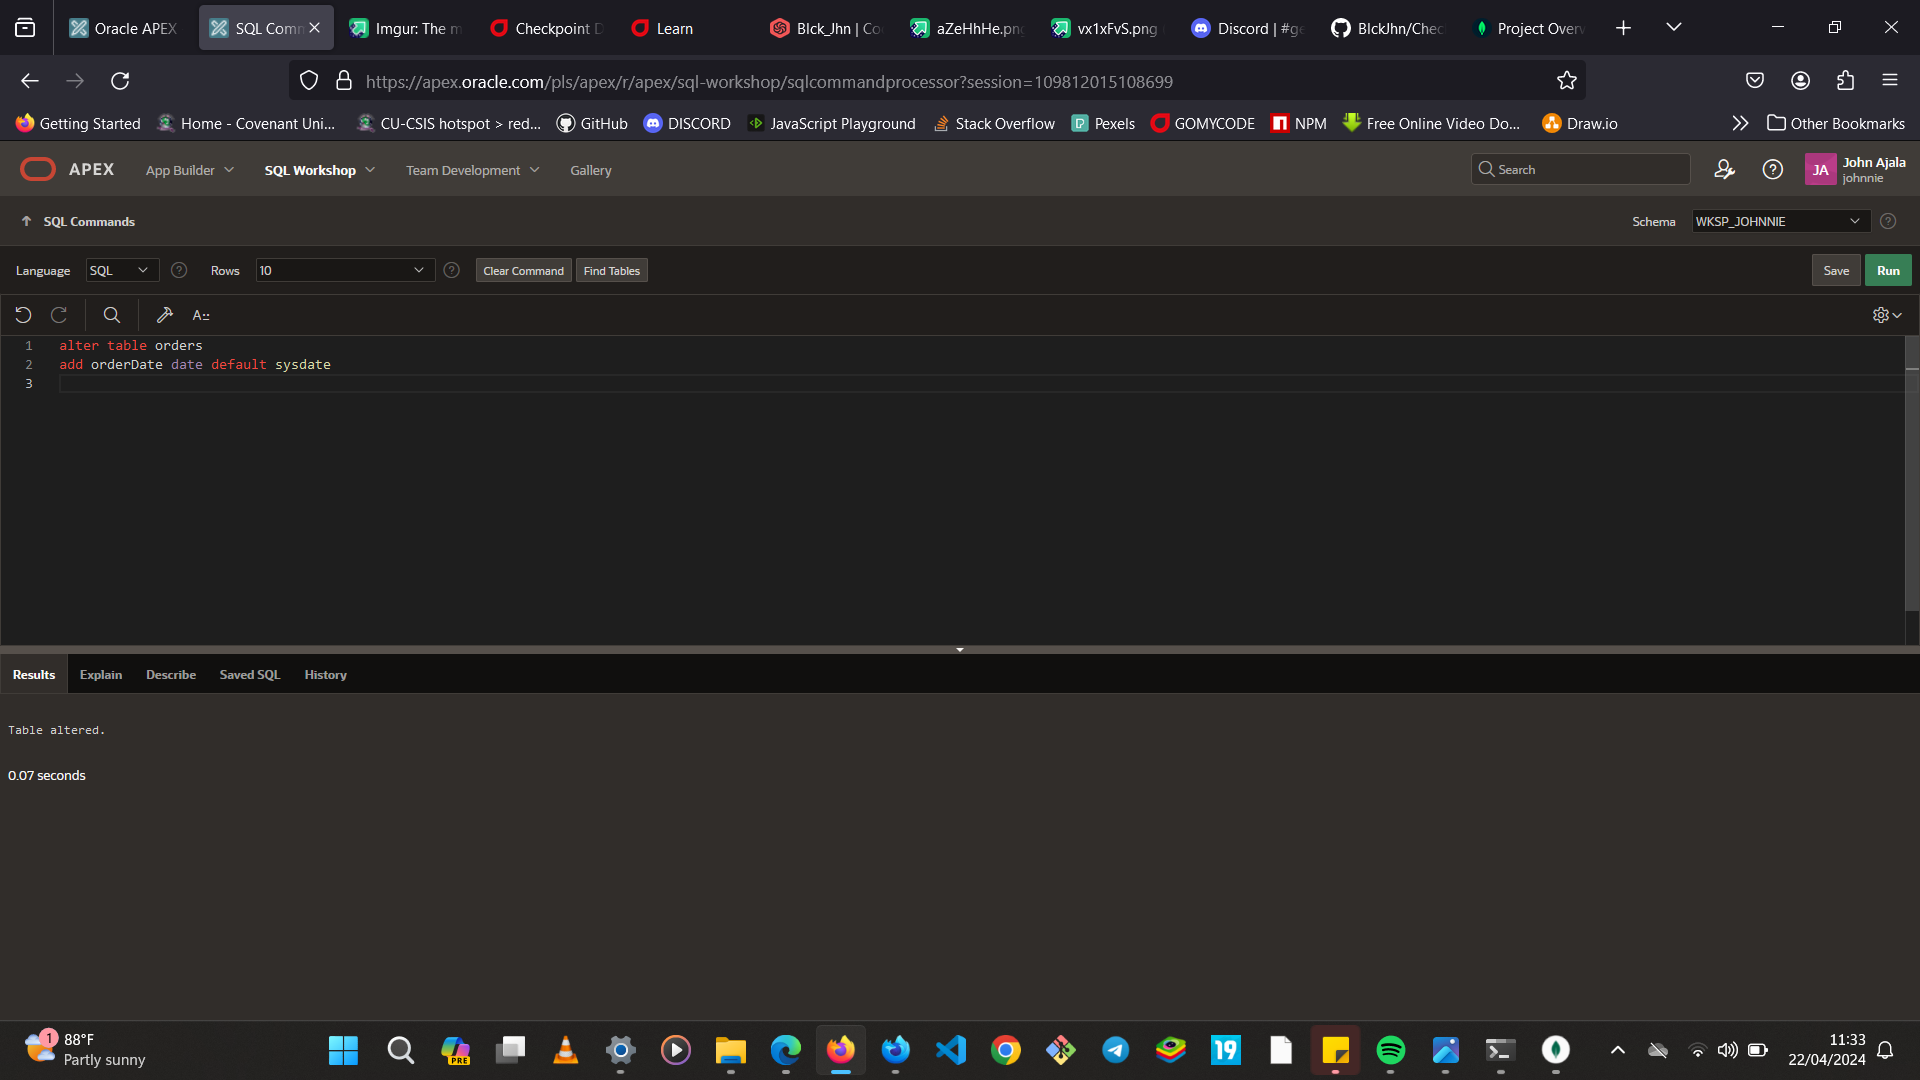 Oracle APEX
SQL Comm
Imgur: The m
Checkpoint D
Learn
Blck_Jhn | Co
aZeHhHe.png
vx1xFvS.png
Discord | #ge
BlckJhn/Chec
Project Overv
https://apex.oracle.com/pls/apex/r/apex/sql-workshop/sqlcommandprocessor?session=109812015108699
Getting Started
Home - Covenant Uni...
CU-CSIS hotspot > red...
GitHub
DISCORD
JavaScript Playground
Stack Overflow
Pexels
GOMYCODE
NPM
Free Online Video Do...
Draw.io
Other Bookmarks
APEX
App Builder
SQL Workshop
Team Development
Gallery
Search
JA
John Ajala
johnnie
SQL Commands
Schema
WKSP_JOHNNIE
Language
SQL
Rows
10
Clear Command
Find Tables
Save
Run
A::
1 alter table orders
2 add orderDate date default sysdate
3
Results
Explain
Describe
Saved SQL
History
Table altered.
0.07 seconds
1
88°F
Partly sunny
PRE
19
11:33
22/04/2024